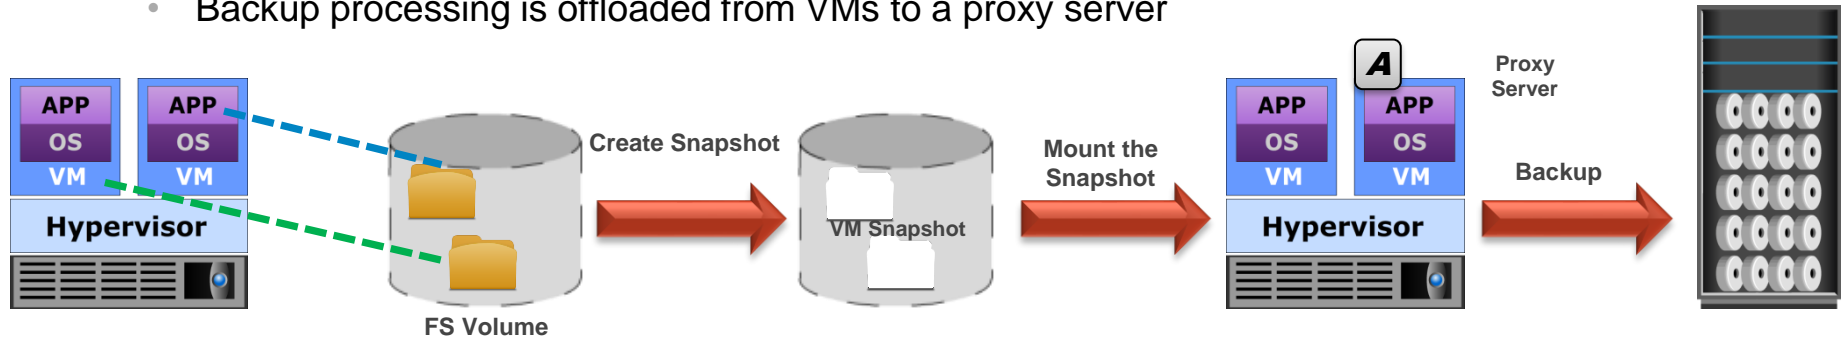 • Backup processing is offloaded from VMs to a proxy server
APP
OS
VM
APP
OS
VM
Hypervisor
FS Volume
Create Snapshot
VM Snapshot
Mount the
Snapshot
APP
OS
VM
A
APP
OS
VM
Hypervisor
Proxy
Server
Backup